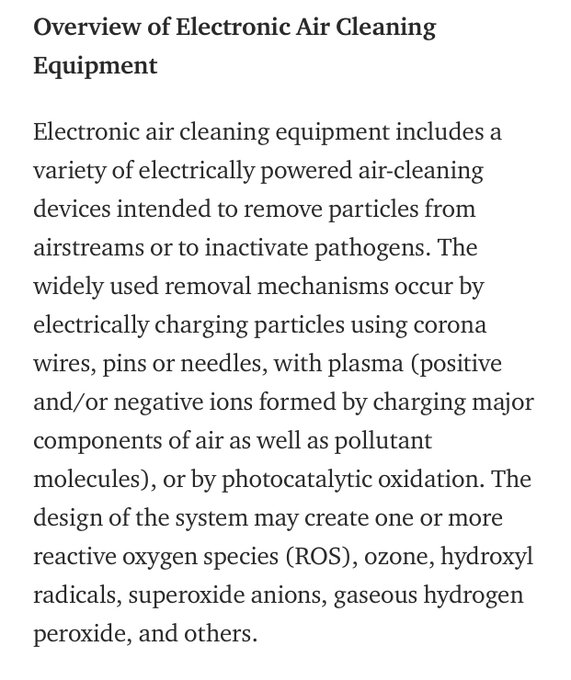 Overview of Electronic Air Cleaning
Equipment
Electronic air cleaning equipment includes a
variety of electrically powered air-cleaning
devices intended to remove particles from
airstreams or to inactivate pathogens. The
widely used removal mechanisms occur by
electrically charging particles using corona
wires, pins or needles, with plasma (positive
and/or negative ions formed by charging major
components of air as well as pollutant
molecules), or by photocatalytic oxidation. The
design of the system may create one or more
reactive oxygen species (ROS), ozone, hydroxyl
radicals, superoxide anions, gaseous hydrogen
peroxide, and others.